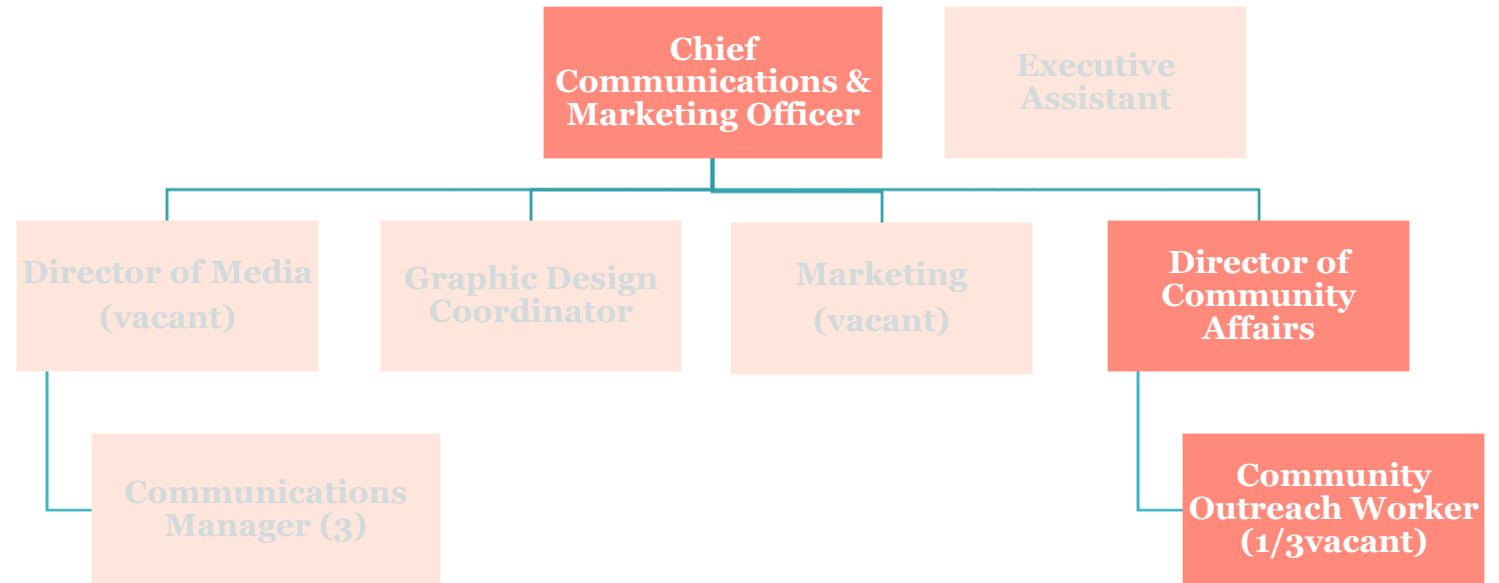 Chief
Communications &
Marketing Officer
Executive
Assistant
Director of Media
(vacant)
Graphic Design
Coordinator
Marketing
(vacant)
Director of
Community
Affairs
Communications
Manager (3)
Community
Outreach Worker
(1/3vacant)